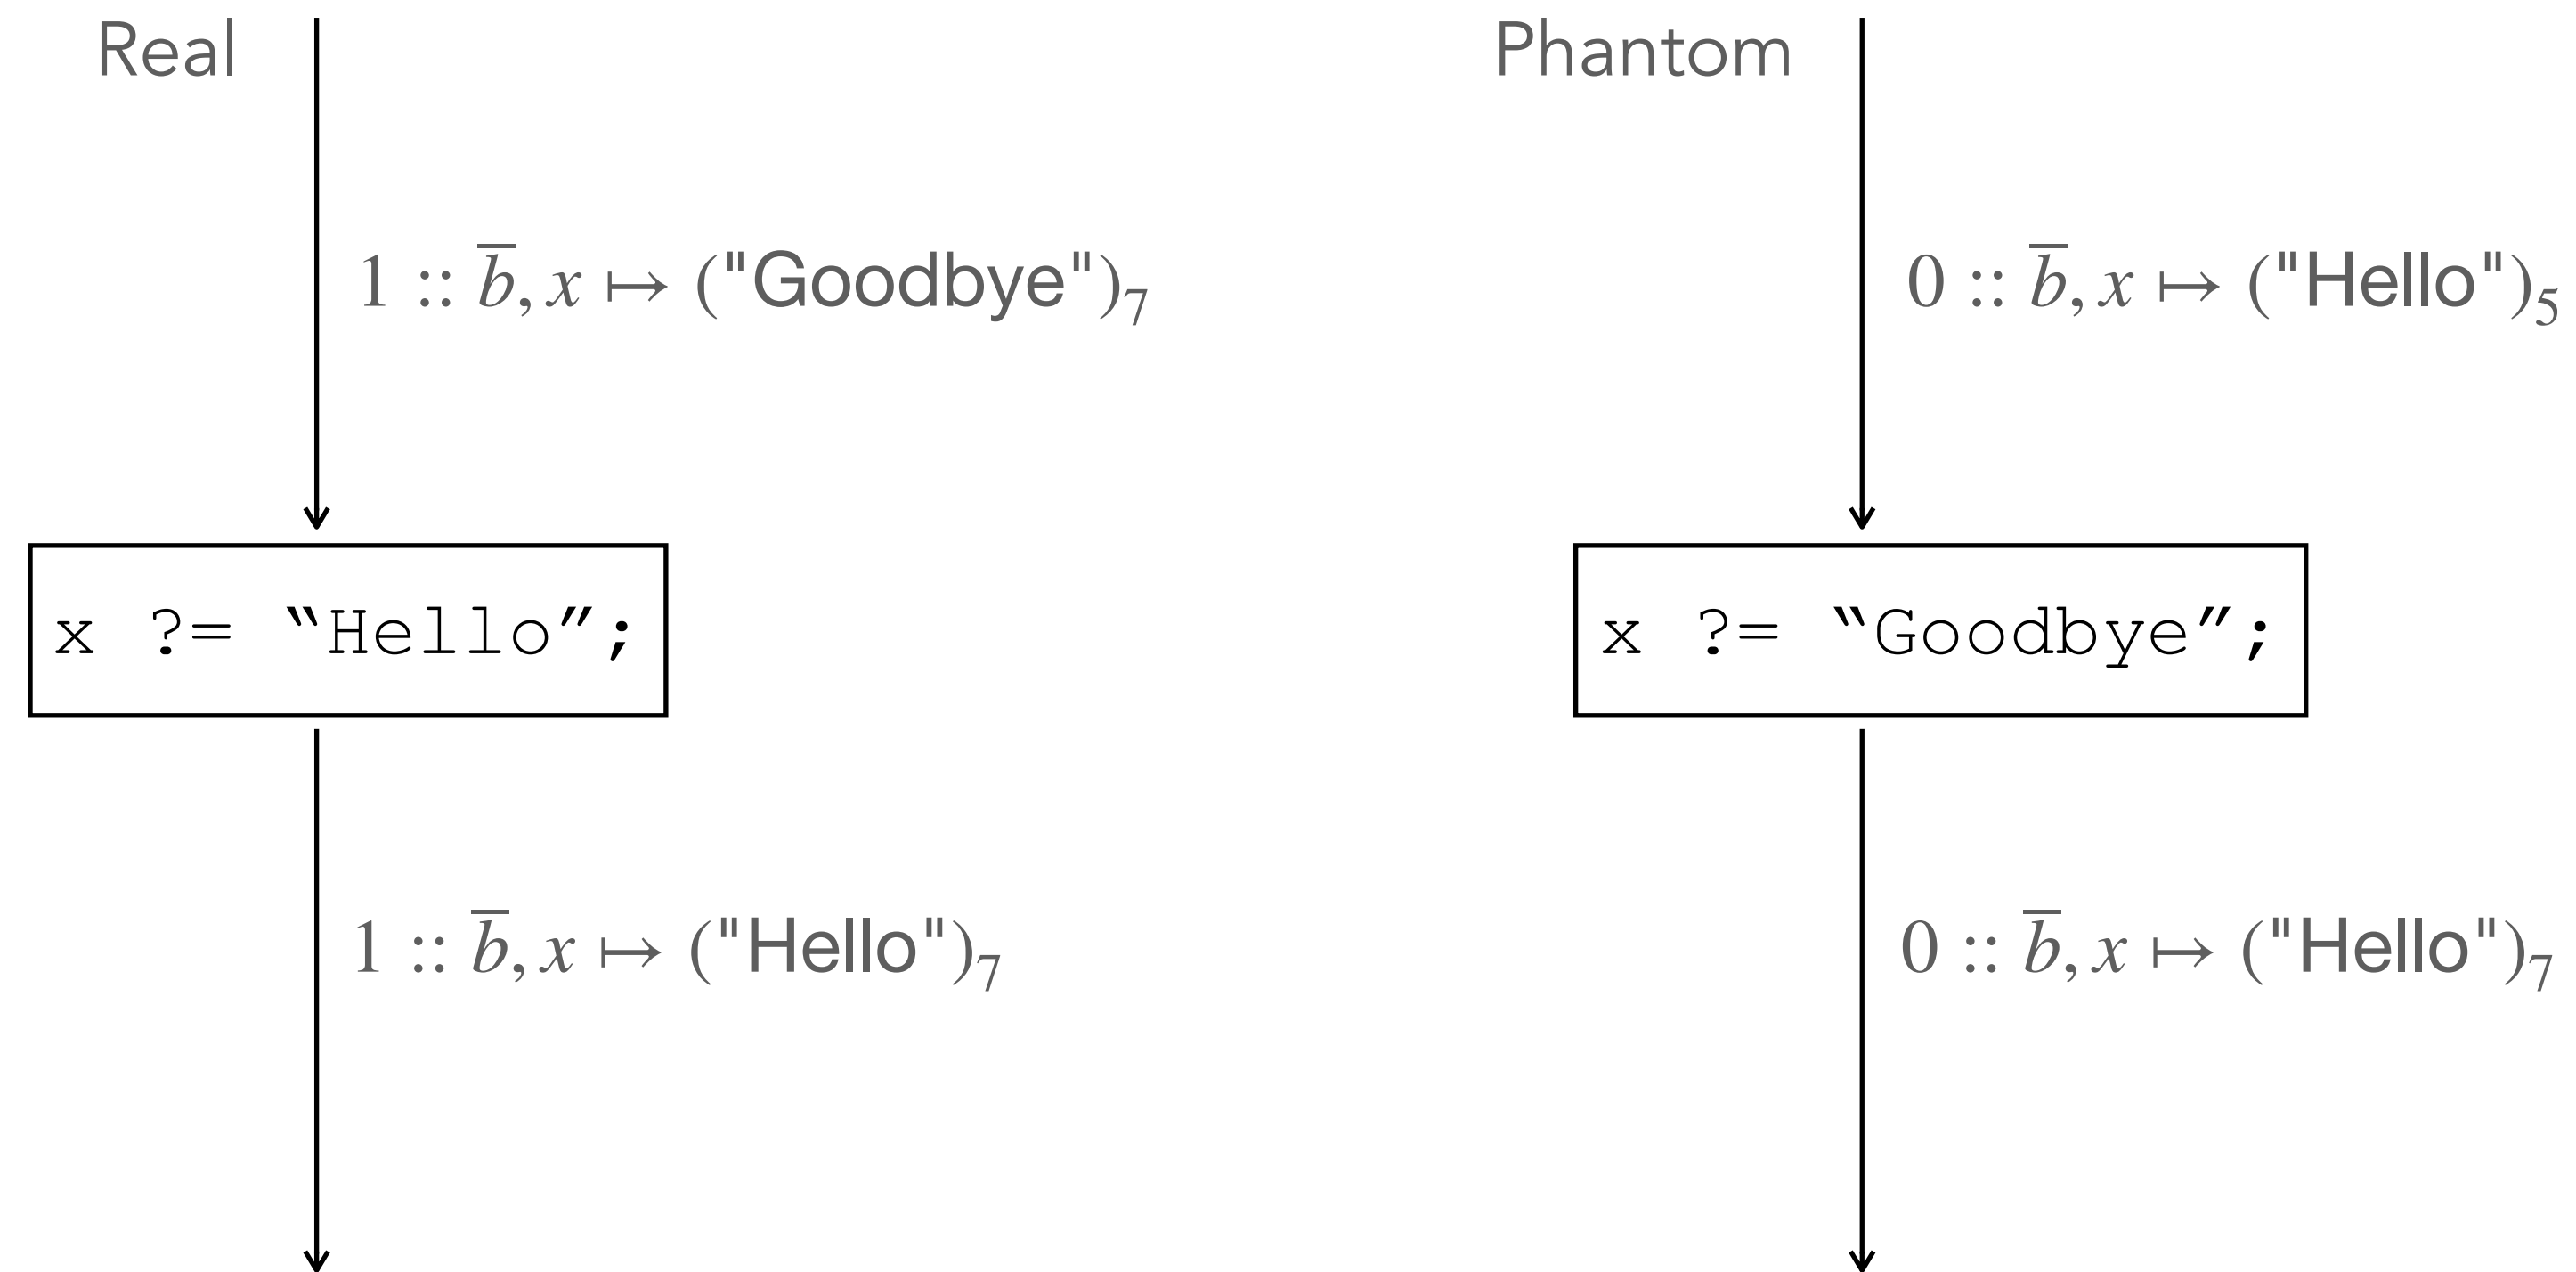 Real
1 :: b̅, x ↦ ("Goodbye")₇
x ?= “Hello”;
1 :: b̅, x ↦ ("Hello")₇
Phantom
0 :: b̅, x ↦ ("Hello")₅
x ?= “Goodbye”;
0 :: b̅, x ↦ ("Hello")₇